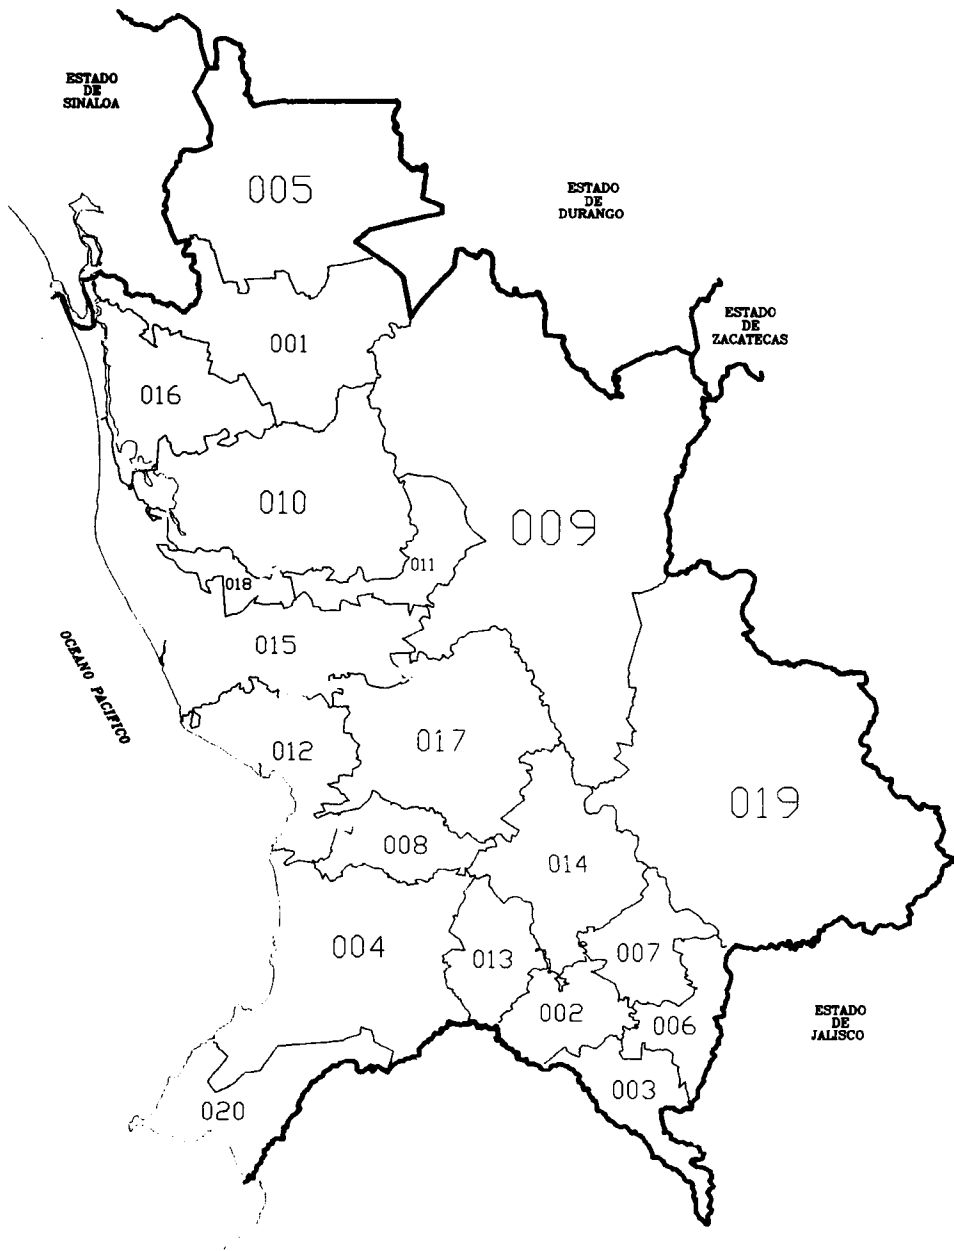 ESTADO
DE
SINALOA
005
ESTADO
DE
DURANGO
ESTADO
DE
ZACATECAS
001
016
010
009
011
018
015
OCEANO PACIFICO
012
017
019
008
014
004
013
007
002
006
ESTADO
DE
JALISCO
003
020